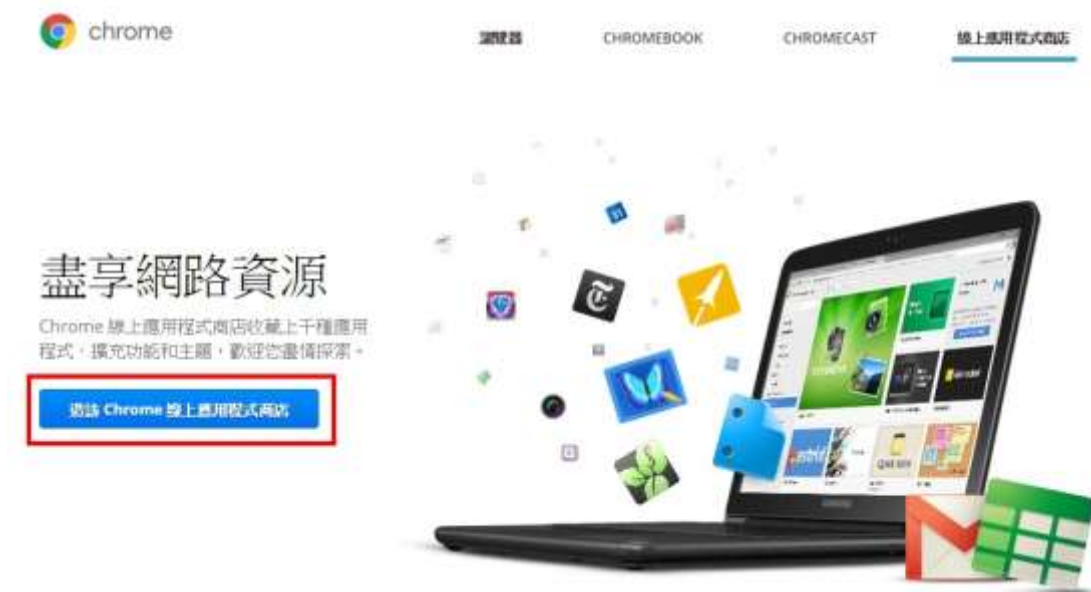 chrome
瀏覽器
CHROMEBOOK
CHROMECAST
線上應用程式商店
盡享網路資源
Chrome 線上應用程式商店收藏上千種應用
程式、擴充功能和主題，歡迎您盡情探索。
造訪 Chrome 線上應用程式商店
31